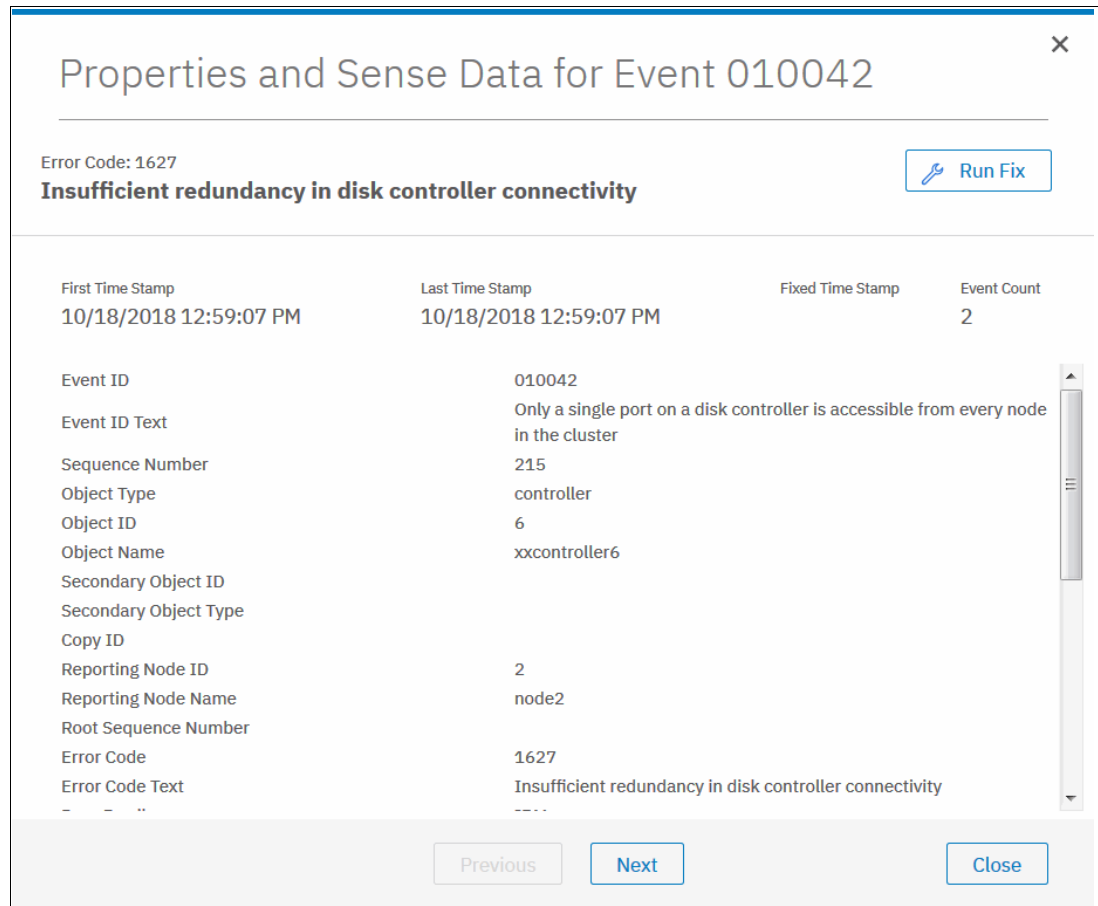 Properties and Sense Data for Event 010042
Error Code: 1627
Insufficient redundancy in disk controller connectivity
Run Fix
First Time Stamp Last Time Stamp Fixed Time Stamp Event Count
10/18/2018 12:59:07 PM 10/18/2018 12:59:07 PM 2
Event ID 010042
Event ID Text Only a single port on a disk controller is accessible from every node
in the cluster
Sequence Number 215
Object Type controller
Object ID 6
Object Name xxcontroller6
Secondary Object ID
Secondary Object Type
Copy ID
Reporting Node ID 2
Reporting Node Name node2
Root Sequence Number
Error Code 1627
Error Code Text Insufficient redundancy in disk controller connectivity
Previous Next Close